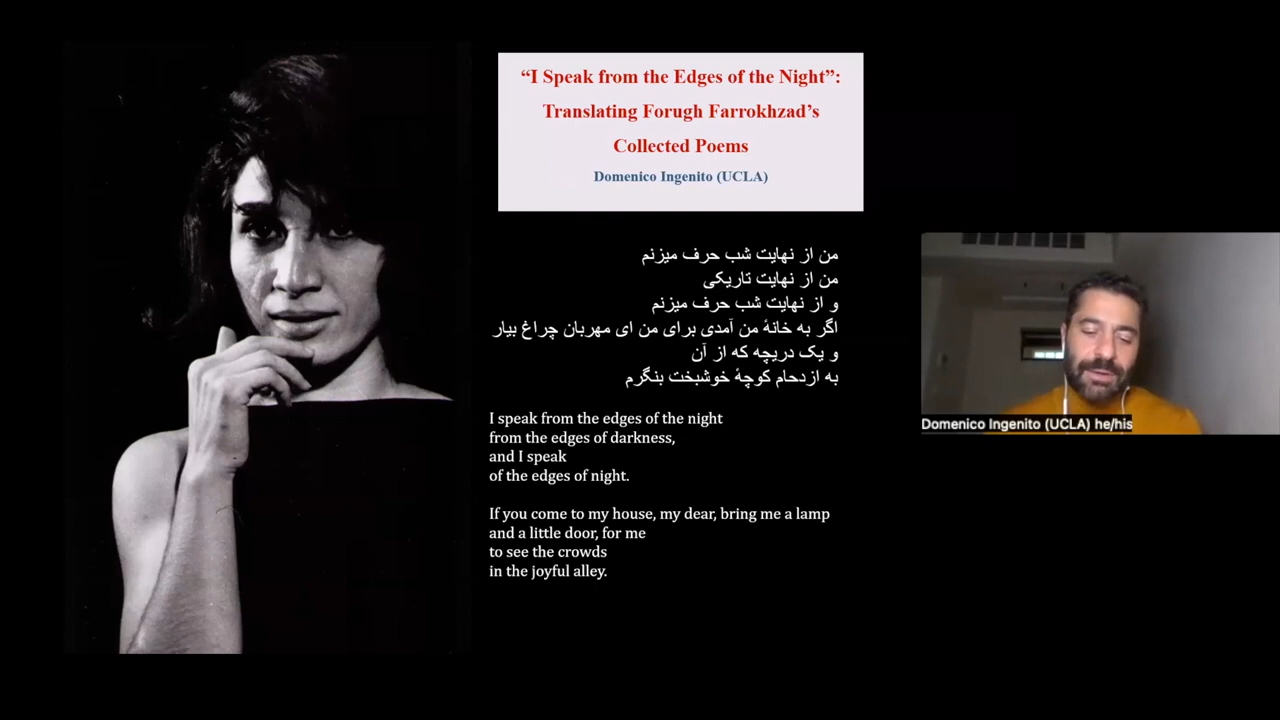 “I Speak from the Edges of the Night”:
Translating Forugh Farrokhzad’s
Collected Poems
Domenico Ingenito (UCLA)
من از نهایت شب حرف میزنم
من از نهایت تاریکی
و از نهایت شب حرف میزنم
اگر به خانهٔ من آمدی برای من ای مهربان چراغ بیار
و یک دریچه که از آن
به ازدحام کوچهٔ خوشبخت بنگرم
I speak from the edges of the night
from the edges of darkness,
and I speak
of the edges of night.
If you come to my house, my dear, bring me a lamp
and a little door, for me
to see the crowds
in the joyful alley.
Domenico Ingenito (UCLA) he/his